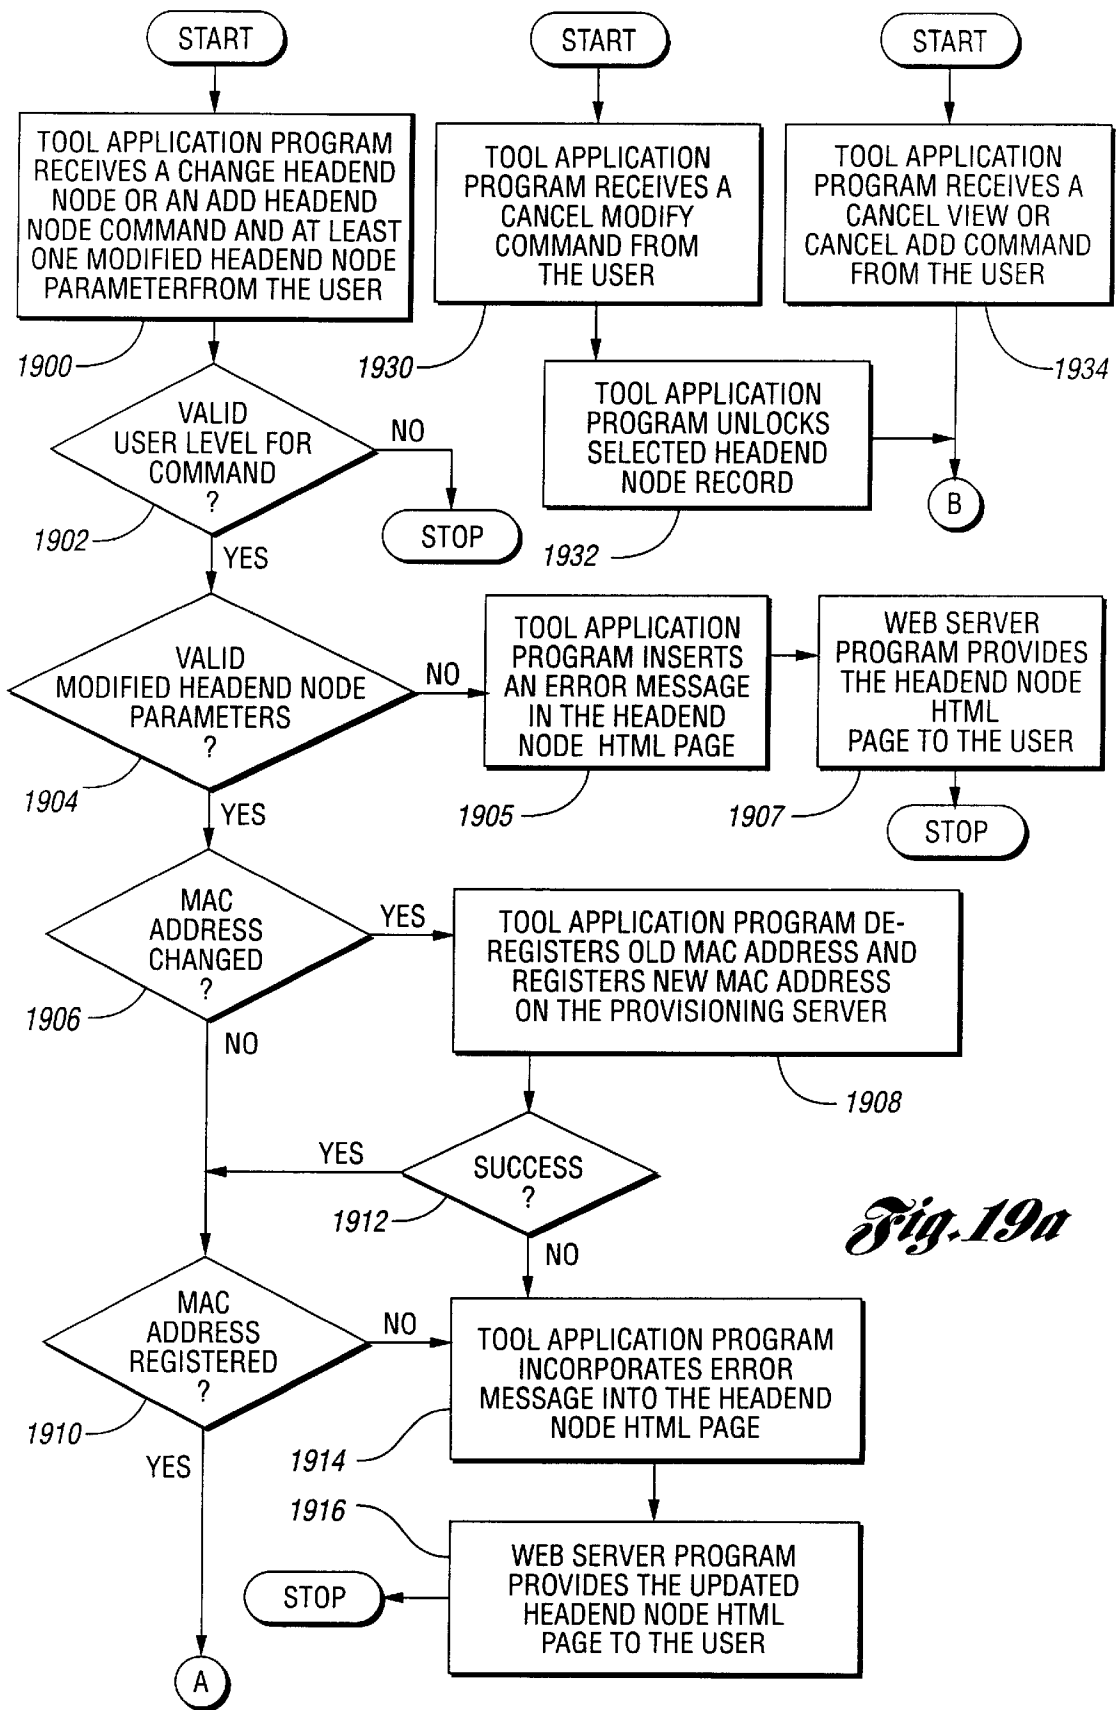 START
TOOL APPLICATION PROGRAM
RECEIVES A CHANGE HEADEND
NODE OR AN ADD HEADEND
NODE COMMAND AND AT LEAST
ONE MODIFIED HEADEND NODE
PARAMETERFROM THE USER
1900
VALID
USER LEVEL FOR
COMMAND
?
1902
NO
STOP
YES
START
TOOL APPLICATION
PROGRAM RECEIVES A
CANCEL MODIFY
COMMAND FROM
THE USER
1930
TOOL APPLICATION
PROGRAM UNLOCKS
SELECTED HEADEND
NODE RECORD
1932
START
TOOL APPLICATION
PROGRAM RECEIVES A
CANCEL VIEW OR
CANCEL ADD COMMAND
FROM THE USER
1934
B
VALID
MODIFIED HEADEND NODE
PARAMETERS
?
1904
NO
TOOL APPLICATION
PROGRAM INSERTS
AN ERROR MESSAGE
IN THE HEADEND
NODE HTML PAGE
1905
WEB SERVER
PROGRAM PROVIDES
THE HEADEND NODE
HTML
PAGE TO THE USER
1907
STOP
YES
MAC
ADDRESS
CHANGED
?
1906
YES
TOOL APPLICATION PROGRAM DE-
REGISTERS OLD MAC ADDRESS AND
REGISTERS NEW MAC ADDRESS
ON THE PROVISIONING SERVER
1908
NO
SUCCESS
?
1912
YES
NO
Fig. 19a
MAC
ADDRESS
REGISTERED
?
1910
NO
TOOL APPLICATION PROGRAM
INCORPORATES ERROR
MESSAGE INTO THE HEADEND
NODE HTML PAGE
1914
YES
1916
WEB SERVER PROGRAM
PROVIDES THE UPDATED
HEADEND NODE HTML
PAGE TO THE USER
STOP
A